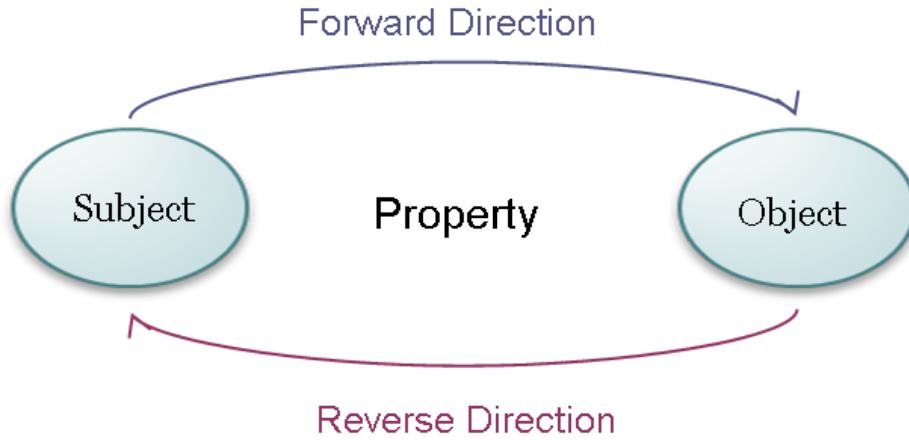 Forward Direction
Subject
Property
Object
Reverse Direction